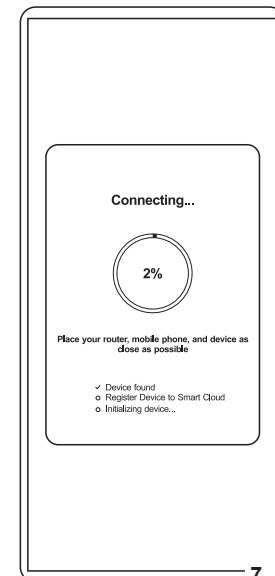 Connecting...
2%
Place your router, mobile phone, and device as
close as possible
✓ Device found
o Register Device to Smart Cloud
o Initializing device...
7